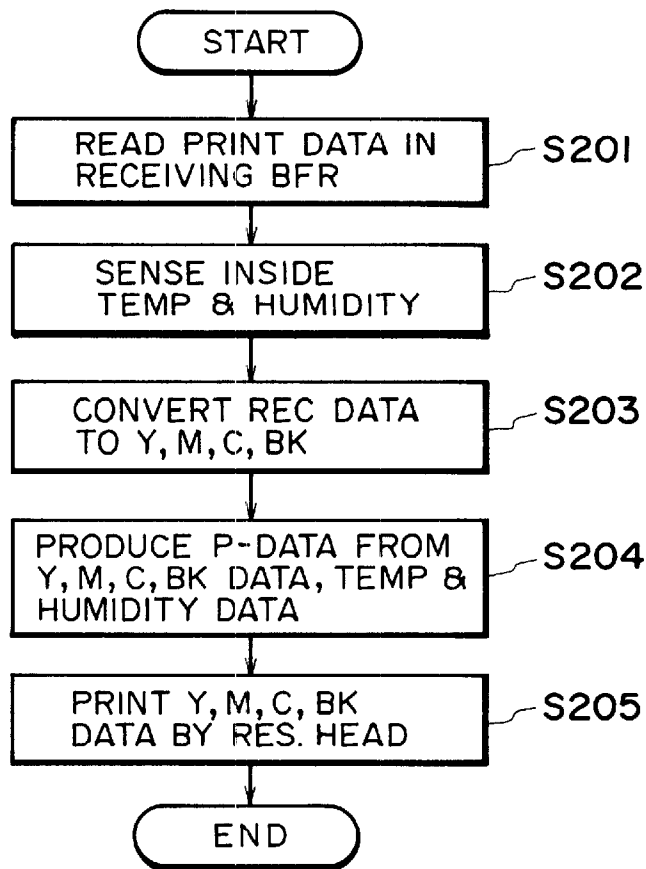 START
READ PRINT DATA IN
RECEIVING BFR
S201
SENSE INSIDE
TEMP & HUMIDITY
S202
CONVERT REC DATA
TO Y, M, C, BK
S203
PRODUCE P-DATA FROM
Y, M, C, BK DATA, TEMP &
HUMIDITY DATA
S204
PRINT Y, M, C, BK
DATA BY RES. HEAD
S205
END